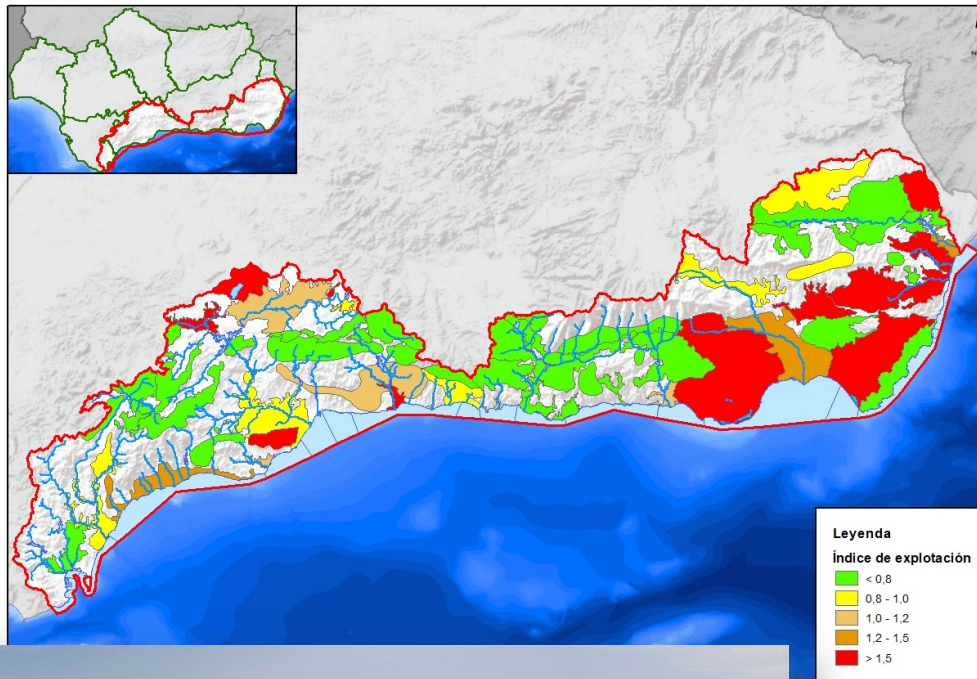 Leyenda
Índice de explotación
< 0,8
0,8 - 1,0
1,0 - 1,2
1,2 - 1,5
> 1,5